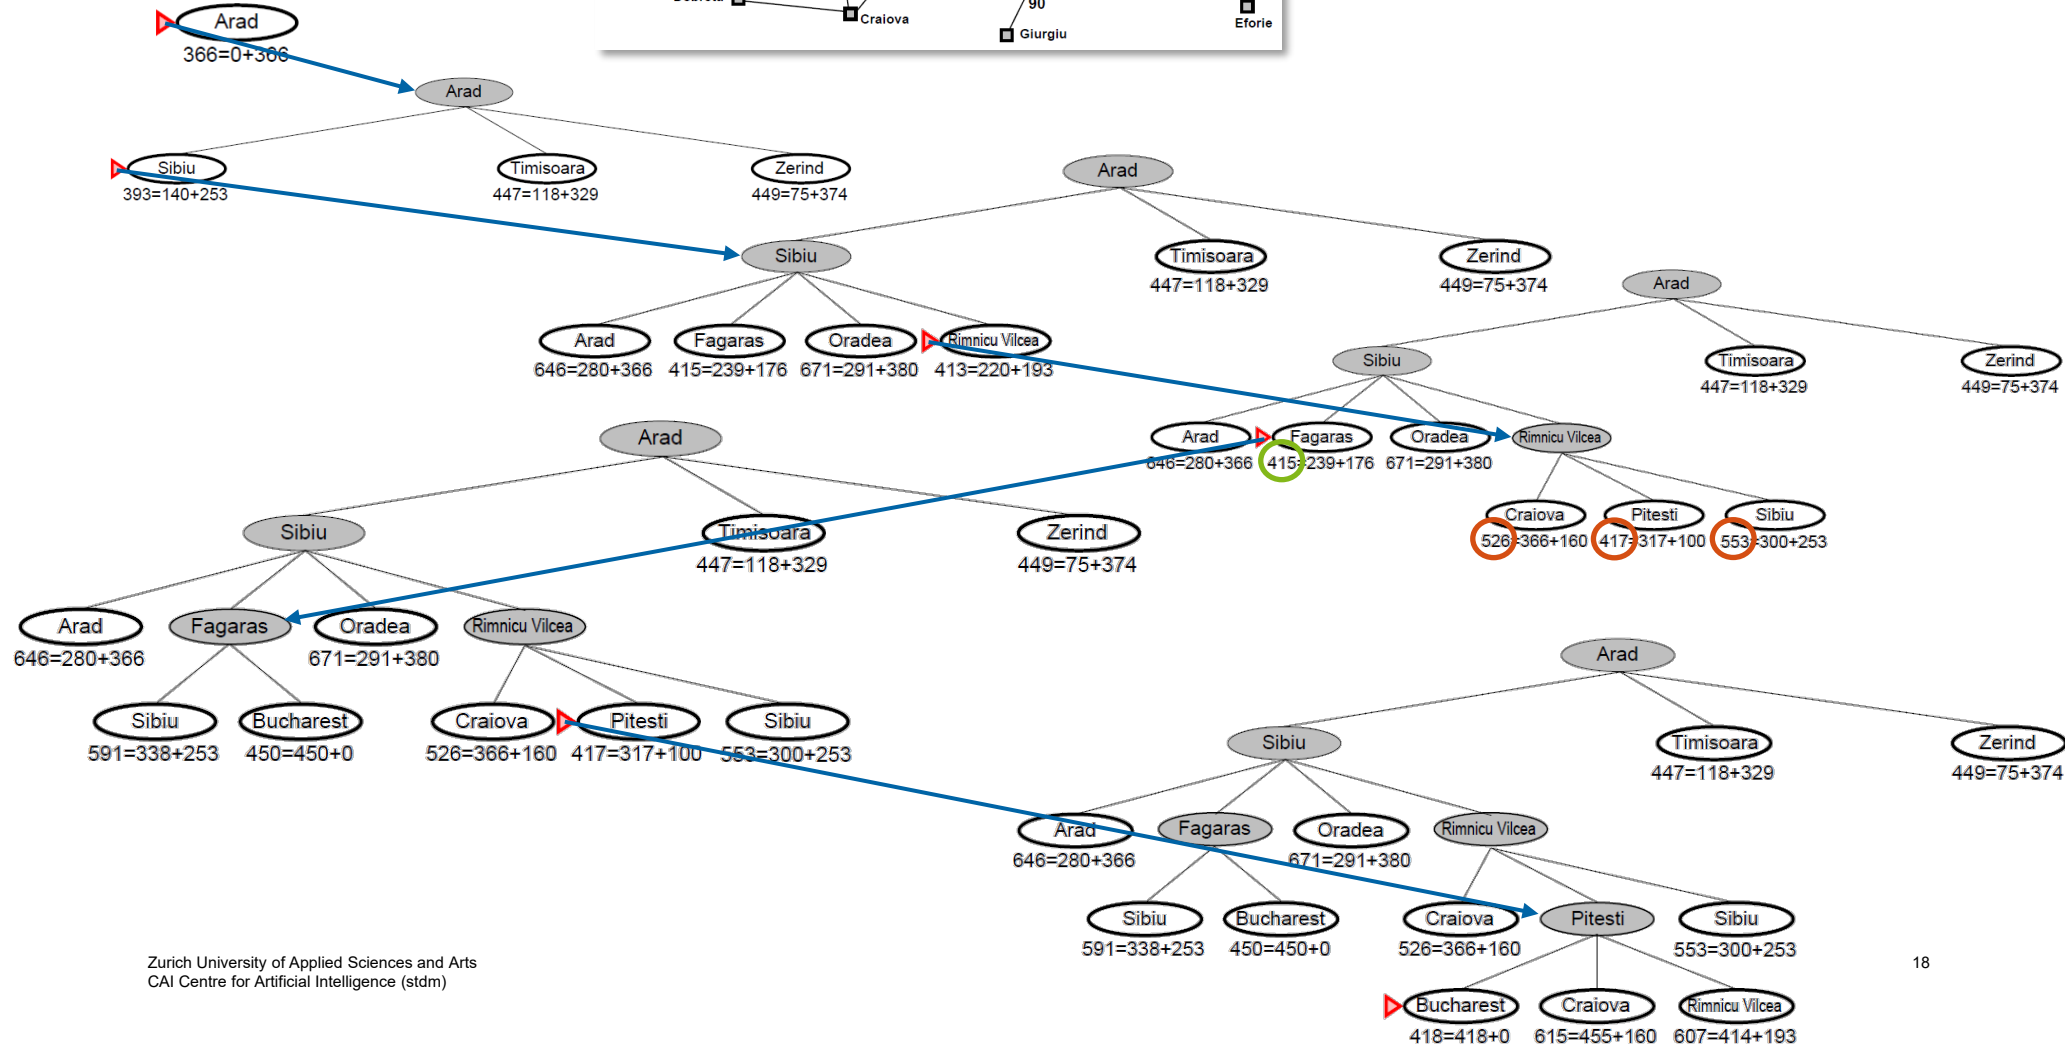 Arad
366=0+366
Craiova
90
Giurgiu
Eforie
Arad
Sibiu Timisoara Zerind
393=140+253 447=118+329 449=75+374
Arad
Sibiu Timisoara Zerind
447=118+329 449=75+374
Arad Fagaras Oradea Rimnicu Vilcea
646=280+366 415=239+176 671=291+380 413=220+193
Arad
Sibiu Timisoara Zerind
447=118+329 449=75+374
Arad Fagaras Oradea Rimnicu Vilcea
646=280+366 415=239+176 671=291+380
Craiova Pitesti Sibiu
526=366+160 417=317+100 553=300+253
Arad
Sibiu Timisoara Zerind
447=118+329 449=75+374
Arad Fagaras Oradea Rimnicu Vilcea
646=280+366 671=291+380
Sibiu Bucharest Craiova Pitesti Sibiu
591=338+253 450=450+0 526=366+160 417=317+100 553=300+253
Arad
Sibiu Timisoara Zerind
447=118+329 449=75+374
Arad Fagaras Oradea Rimnicu Vilcea
646=280+366 671=291+380
Sibiu Bucharest Craiova Pitesti Sibiu
591=338+253 450=450+0 526=366+160 553=300+253
Bucharest Craiova Rimnicu Vilcea
418=418+0 615=455+160 607=414+193
Zurich University of Applied Sciences and Arts
CAI Centre for Artificial Intelligence (stdm)
18